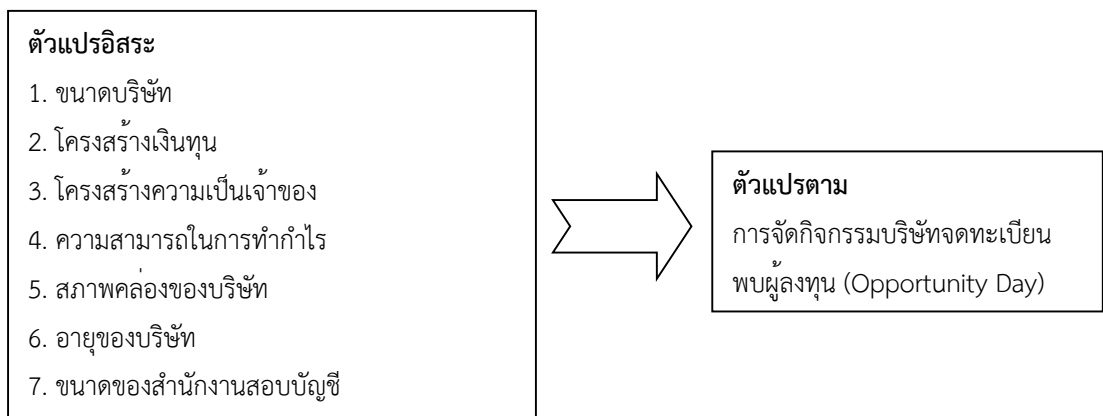 ตัวแปรอิสระ
1. ขนาดบริษัท
2. โครงสร้างเงินทุน
3. โครงสร้างความเป็นเจ้าของ
4. ความสามารถในการทำกำไร
5. สภาพคล่องของบริษัท
6. อายุของบริษัท
7. ขนาดของสำนักงานสอบบัญชี
ตัวแปรตาม
การจัดกิจกรรมบริษัทจดทะเบียน
พบผู้ลงทุน (Opportunity Day)